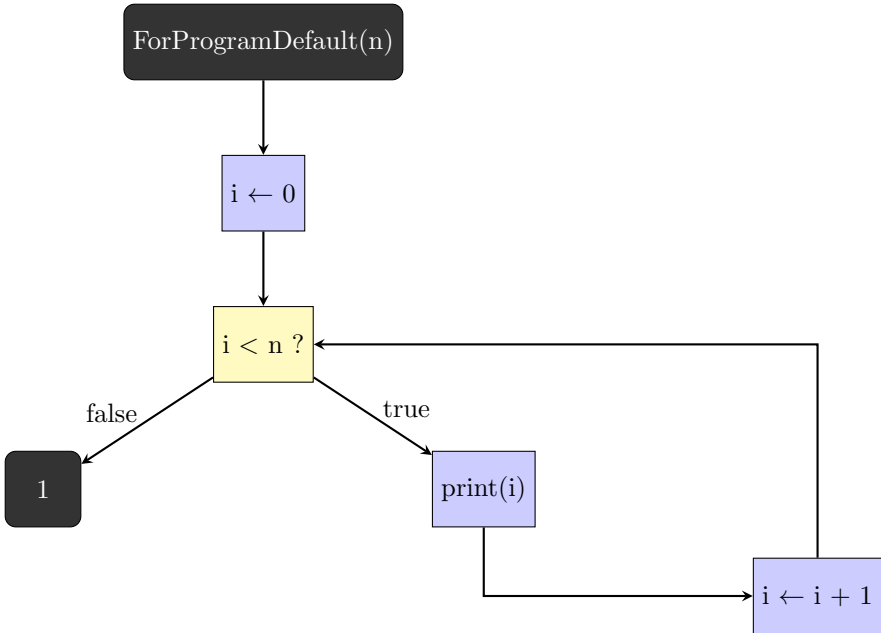 ForProgramDefault(n)
i ← 0
i < n ?
false
true
1
print(i)
i ← i + 1